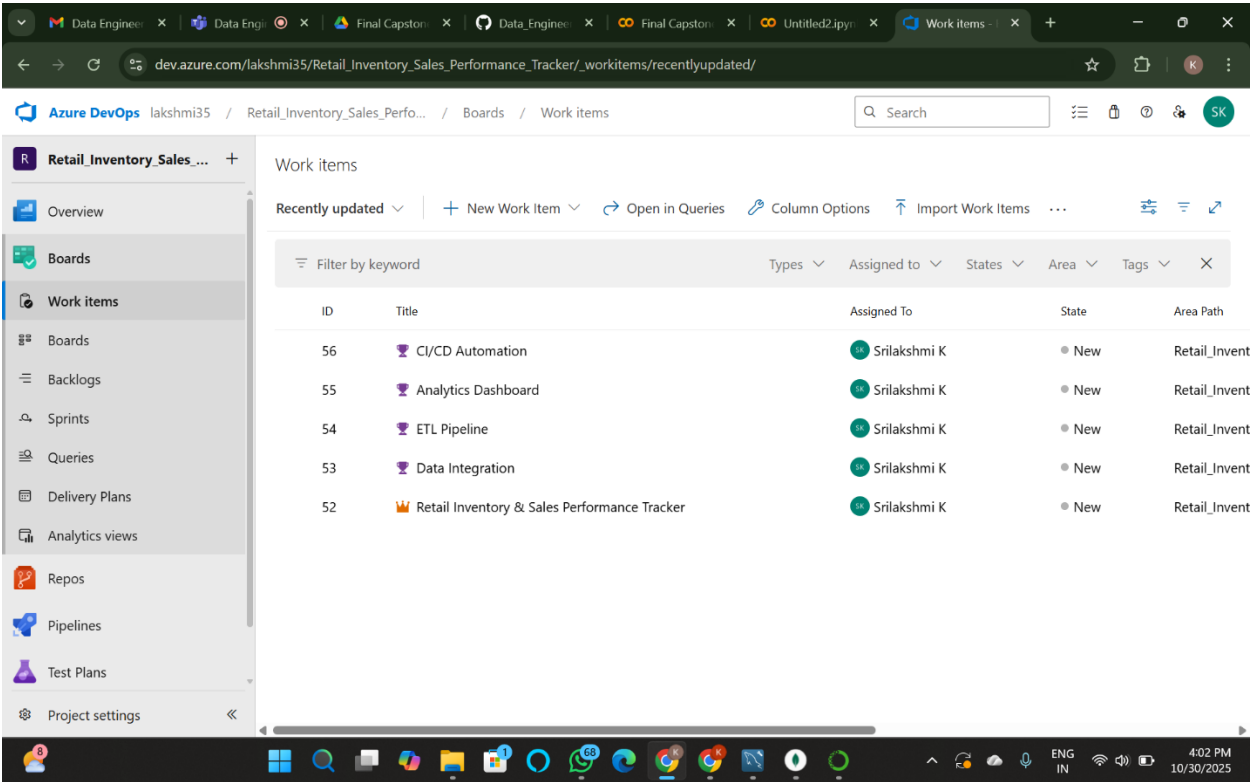 Data Engineer
Data Engi
Final Capston
Data_Enginee
Final Capston
Untitled2.ipyn
Work items -
dev.azure.com/lakshmi35/Retail_Inventory_Sales_Performance_Tracker/_workitems/recentlyupdated/
K
Azure DevOps lakshmi35 / Retail_Inventory_Sales_Perfo... / Boards / Work items
Search
SK
R Retail_Inventory_Sales_... +
Overview
Boards
Work items
Boards
Backlogs
Sprints
Queries
Delivery Plans
Analytics views
Repos
Pipelines
Test Plans
Project settings
Work items
Recently updated New Work Item Open in Queries Column Options Import Work Items ...
Filter by keyword Types Assigned to States Area Tags
ID Title Assigned To State Area Path
56 CI/CD Automation SK Srilakshmi K New Retail_Invent
55 Analytics Dashboard SK Srilakshmi K New Retail_Invent
54 ETL Pipeline SK Srilakshmi K New Retail_Invent
53 Data Integration SK Srilakshmi K New Retail_Invent
52 Retail Inventory & Sales Performance Tracker SK Srilakshmi K New Retail_Invent
8
1
68
K
K
ENG
IN
4:02 PM
10/30/2025